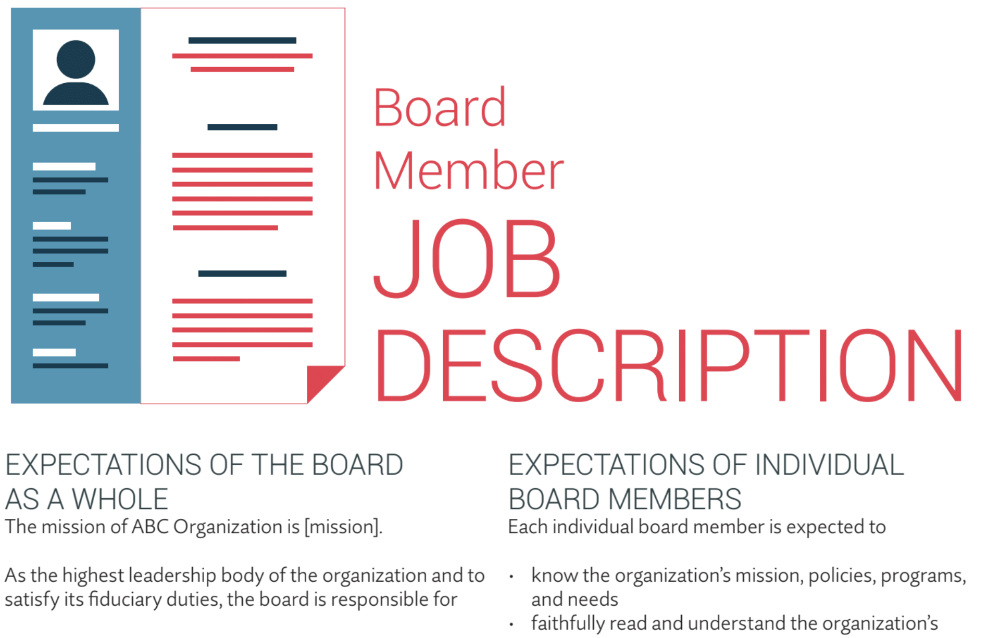 Board
Member
JOB
DESCRIPTION
EXPECTATIONS OF THE BOARD
AS A WHOLE
The mission of ABC Organization is [mission].
As the highest leadership body of the organization and to
satisfy its fiduciary duties, the board is responsible for
EXPECTATIONS OF INDIVIDUAL
BOARD MEMBERS
Each individual board member is expected to
• know the organization’s mission, policies, programs,
and needs
• faithfully read and understand the organization’s